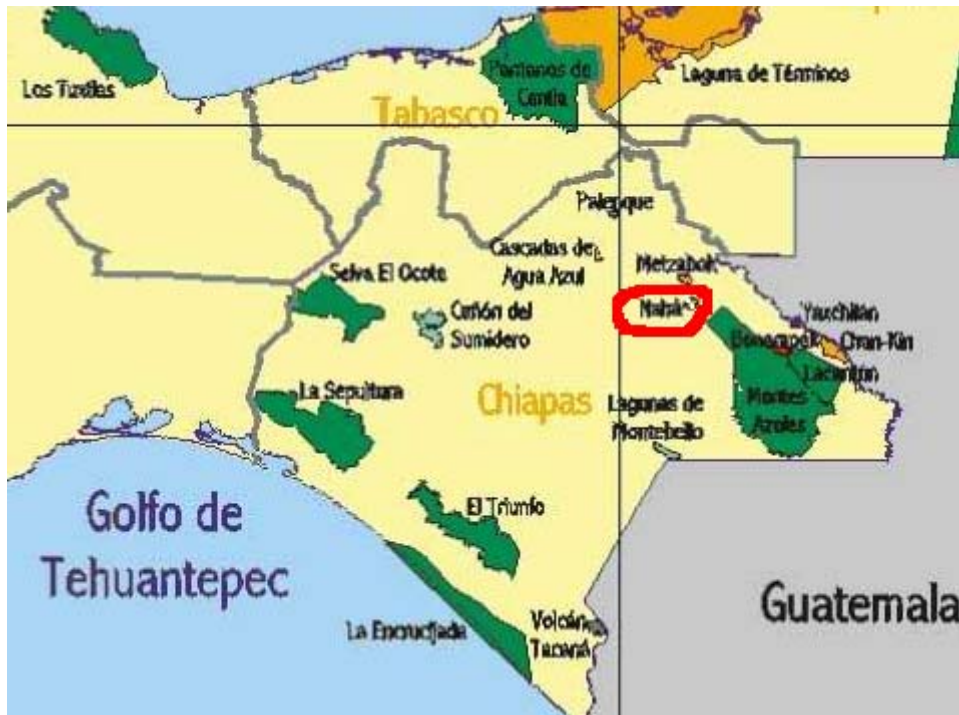 Los Tuxtlas
Pantanos de
Centla
Laguna de Términos
Tabasco
Palenque
Cascadas de
Agua Azul
Metzabok
Selva El Ocote
Nahá
Cañón del
Sumidero
Yaxchilán
Bonampak
Chan-Kin
Lacantún
La Sepultura
Chiapas
Lagunas de
Montebello
Montes
Azules
Golfo de
Tehuantepec
El Triunfo
Guatemala
La Encrucijada
Volcán
Tacaná